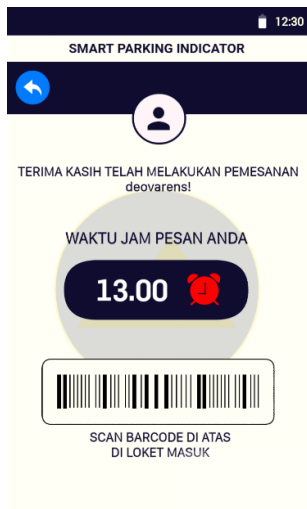 12:30
SMART PARKING INDICATOR
TERIMA KASIH TELAH MELAKUKAN PEMESANAN
deovarens!
WAKTU JAM PESAN ANDA
13.00
SCAN BARCODE DI ATAS
DI LOKET MASUK